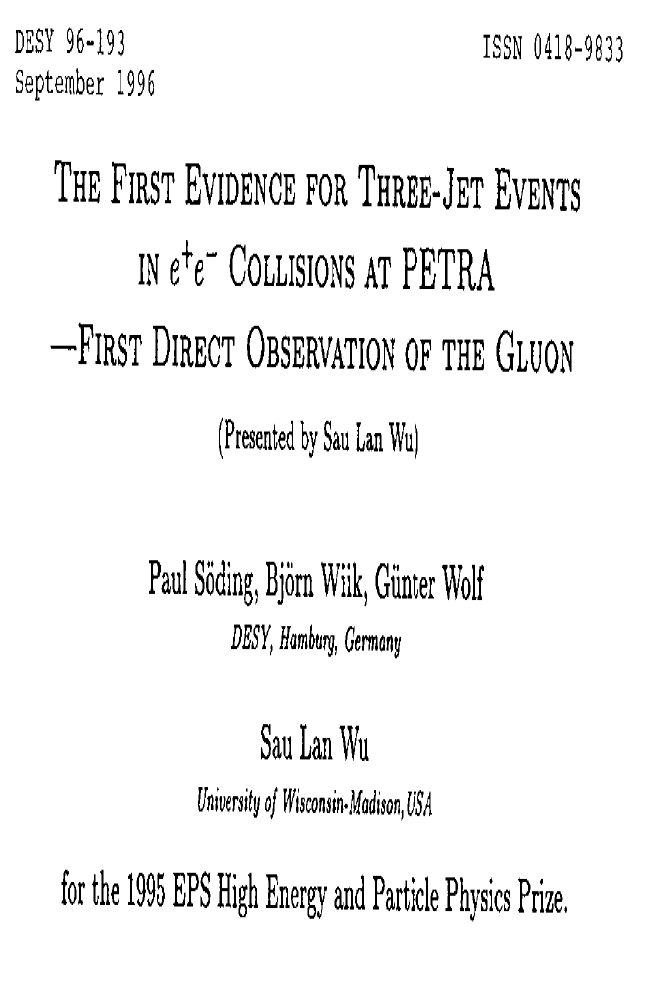 DESY 96-193
ISSN 0418-9833
September 1996
THE FIRST EVIDENCE FOR THREE-JET EVENTS
IN e⁺e⁻ COLLISIONS AT PETRA
—FIRST DIRECT OBSERVATION OF THE GLUON
(Presented by Sau Lan Wu)
Paul Söding, Björn Wiik, Günter Wolf
DESY, Hamburg, Germany
Sau Lan Wu
University of Wisconsin-Madison, USA
for the 1995 EPS High Energy and Particle Physics Prize.